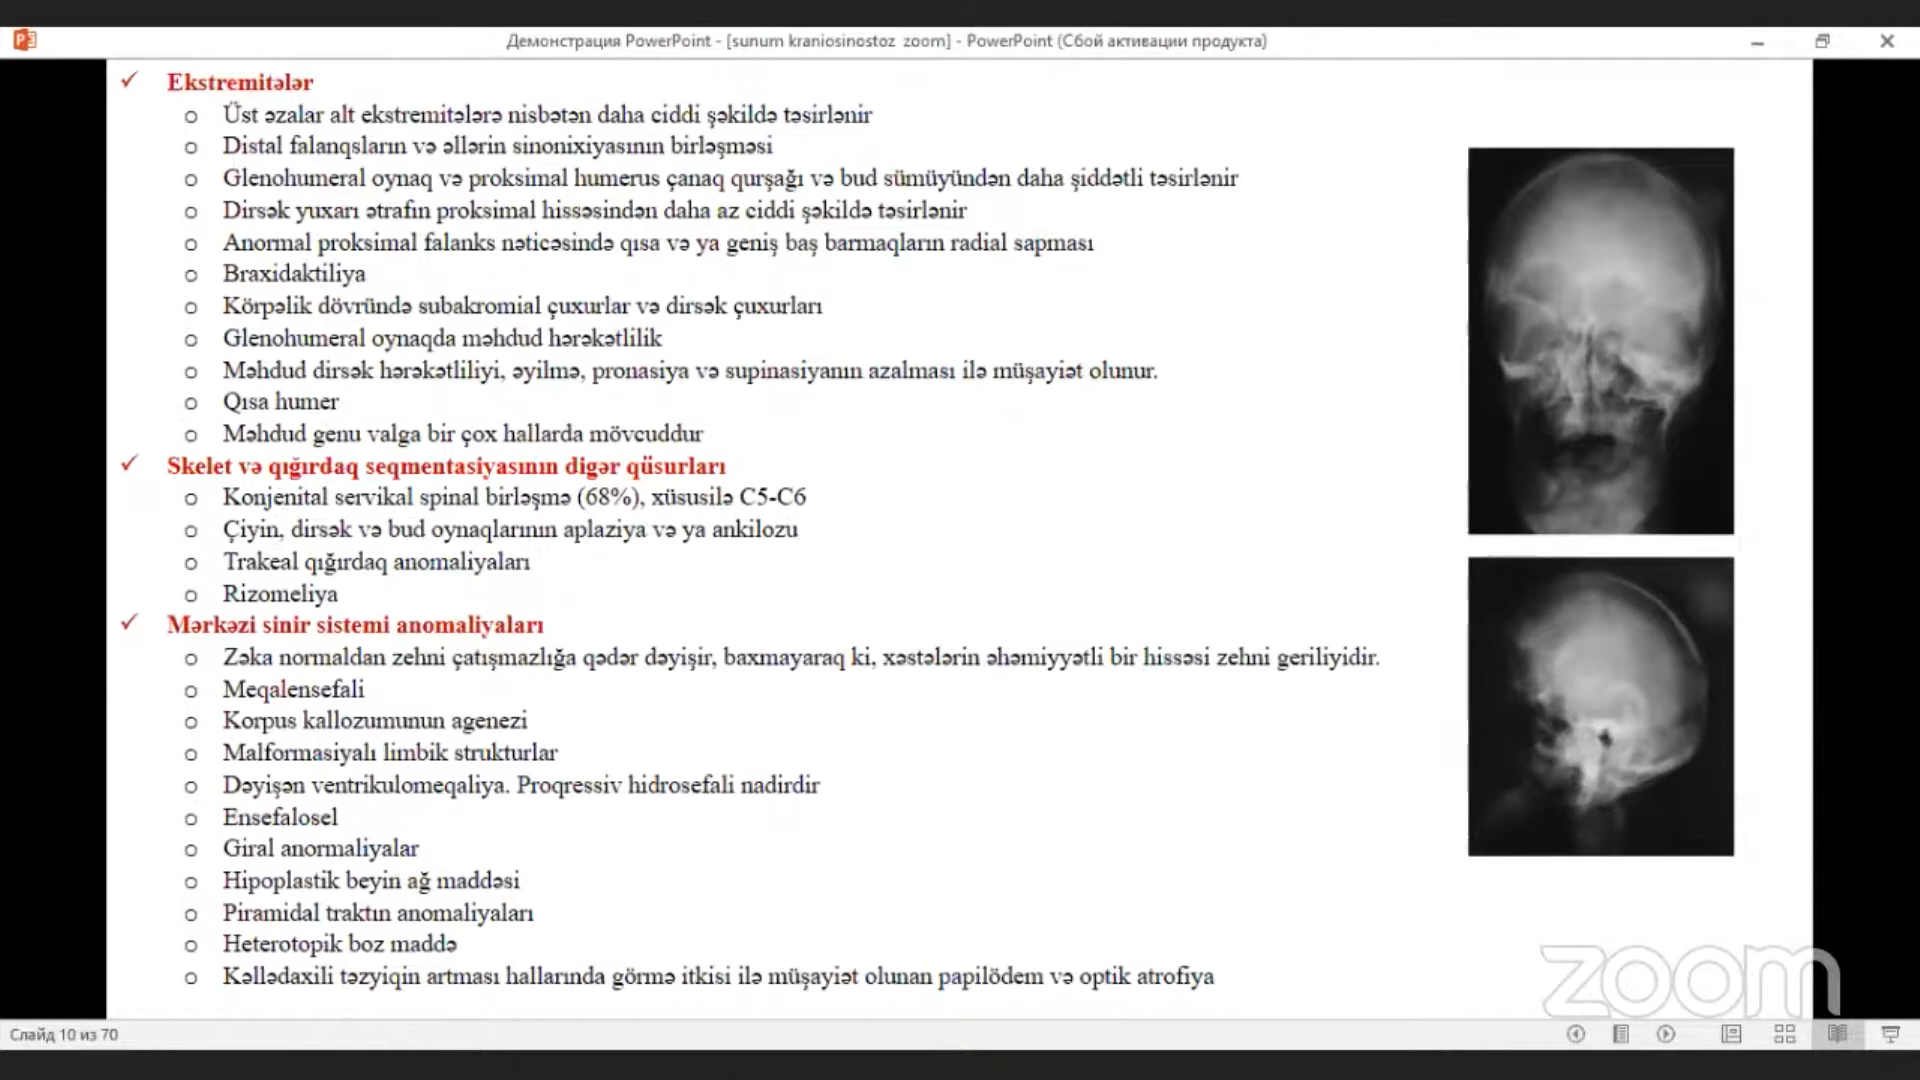 Демонстрация PowerPoint - [sunum kraniosinostoz zoom] - PowerPoint (Сбой активации продукта)
Ekstremitələr
Üst əzalar alt ekstremitələrə nisbətən daha ciddi şəkildə təsirlənir
Distal falanqsların və əllərin sinonixiyasının birləşməsi
Glenohumeral oynaq və proksimal humerus çanaq qurşağı və bud sümüyündən daha şiddətli təsirlənir
Dirsək yuxarı ətrafın proksimal hissəsindən daha az ciddi şəkildə təsirlənir
Anormal proksimal falanks nəticəsində qısa və ya geniş baş barmaqların radial sapması
Braxidaktiliya
Körpəlik dövründə subakromial çuxurlar və dirsək çuxurları
Glenohumeral oynaqda məhdud hərəkətlilik
Məhdud dirsək hərəkətliliyi, əyilmə, pronasiya və supinasiyanın azalması ilə müşayiət olunur.
Qısa humer
Məhdud genu valga bir çox hallarda mövcuddur
Skelet və qığırdaq seqmentasiyasının digər qüsurları
Konjenital servikal spinal birləşmə (68%), xüsusilə C5-C6
Çiyin, dirsək və bud oynaqlarının aplaziya və ya ankilozu
Trakeal qığırdaq anomaliyaları
Rizomeliya
Mərkəzi sinir sistemi anomaliyaları
Zəka normaldan zehni çatışmazlığa qədər dəyişir, baxmayaraq ki, xəstələrin əhəmiyyətli bir hissəsi zehni geriliyidir.
Meqalensefali
Korpus kallozumunun agenezi
Malformasiyalı limbik strukturlar
Dəyişən ventrikulomeqaliya. Proqressiv hidrosefali nadirdir
Ensefalosel
Giral anormaliyalar
Hipoplastik beyin ağ maddəsi
Piramidal traktın anomaliyaları
Heterotopik boz maddə
Kəllədaxili təzyiqin artması hallarında görmə itkisi ilə müşayiət olunan papilödem və optik atrofiya
zoom
Слайд 10 из 70